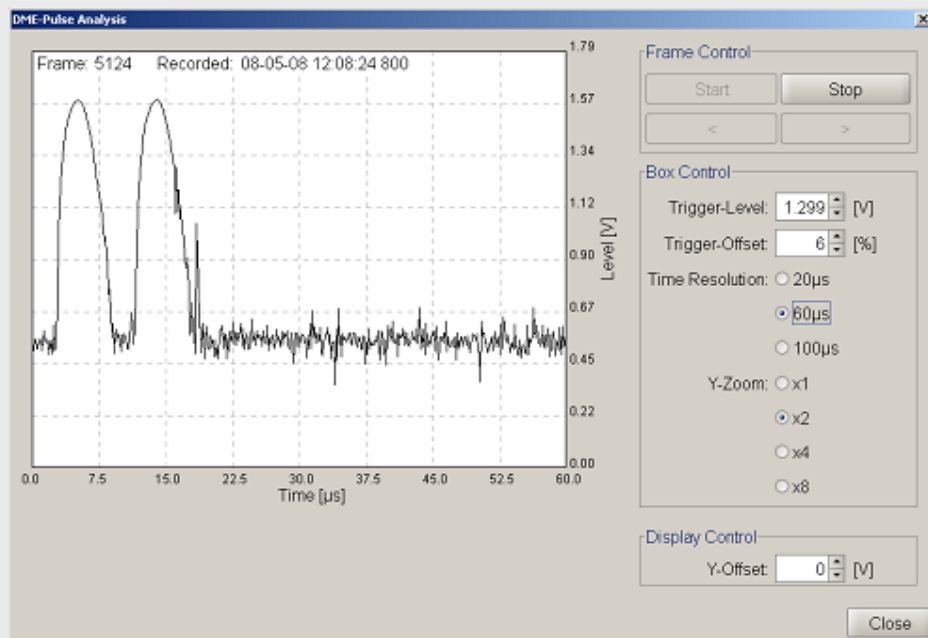 DME-Pulse Analysis
Frame: 5124 Recorded: 08-05-08 12:08:24 800
1.79
1.57
1.34
1.12
0.90
0.67
0.45
0.22
0.00
Level [V]
0.0 7.5 15.0 22.5 30.0 37.5 45.0 52.5 60.0
Time [µs]
Frame Control
Start Stop
< >
Box Control
Trigger-Level: 1.299 [V]
Trigger-Offset: 6 [%]
Time Resolution: 20µs
60µs
100µs
Y-Zoom: x1
x2
x4
x8
Display Control
Y-Offset: 0 [V]
Close